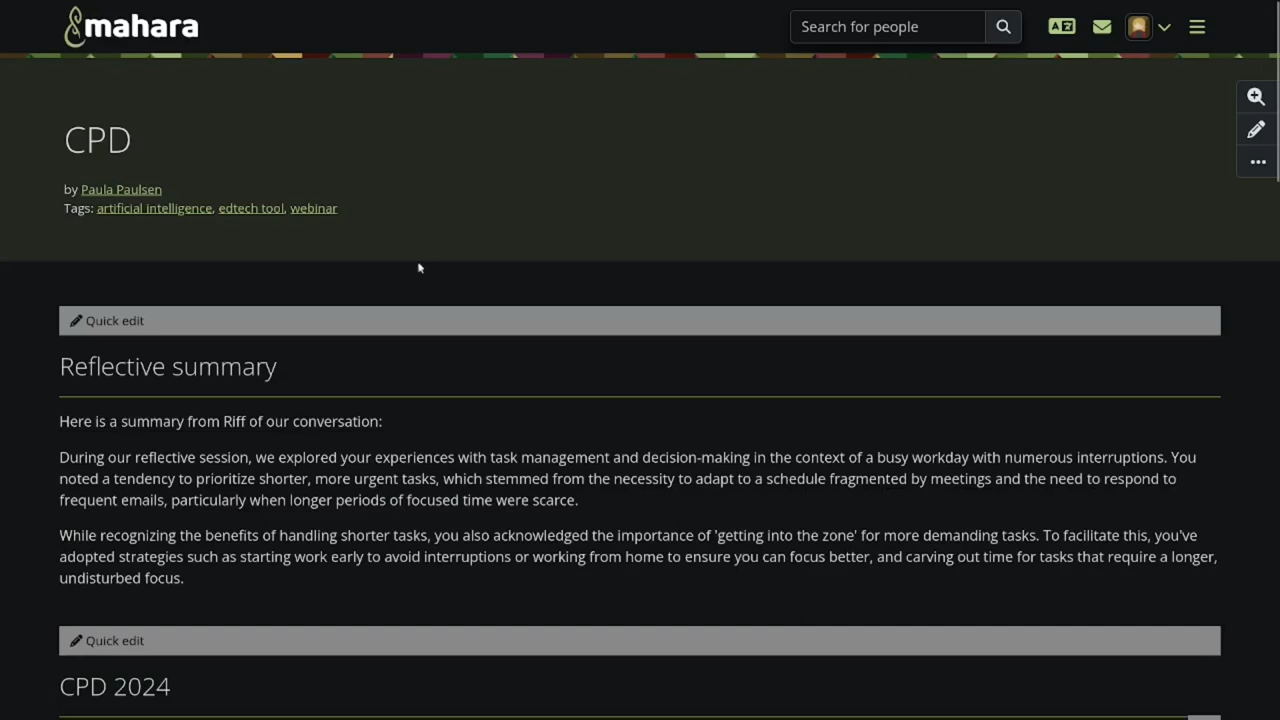 mahara
Search for people
CPD
by Paula Paulsen
Tags: artificial intelligence, edtech tool, webinar
Quick edit
Reflective summary
Here is a summary from Riff of our conversation:
During our reflective session, we explored your experiences with task management and decision-making in the context of a busy workday with numerous interruptions. You
noted a tendency to prioritize shorter, more urgent tasks, which stemmed from the necessity to adapt to a schedule fragmented by meetings and the need to respond to
frequent emails, particularly when longer periods of focused time were scarce.
While recognizing the benefits of handling shorter tasks, you also acknowledged the importance of 'getting into the zone' for more demanding tasks. To facilitate this, you've
adopted strategies such as starting work early to avoid interruptions or working from home to ensure you can focus better, and carving out time for tasks that require a longer,
undisturbed focus.
Quick edit
CPD 2024